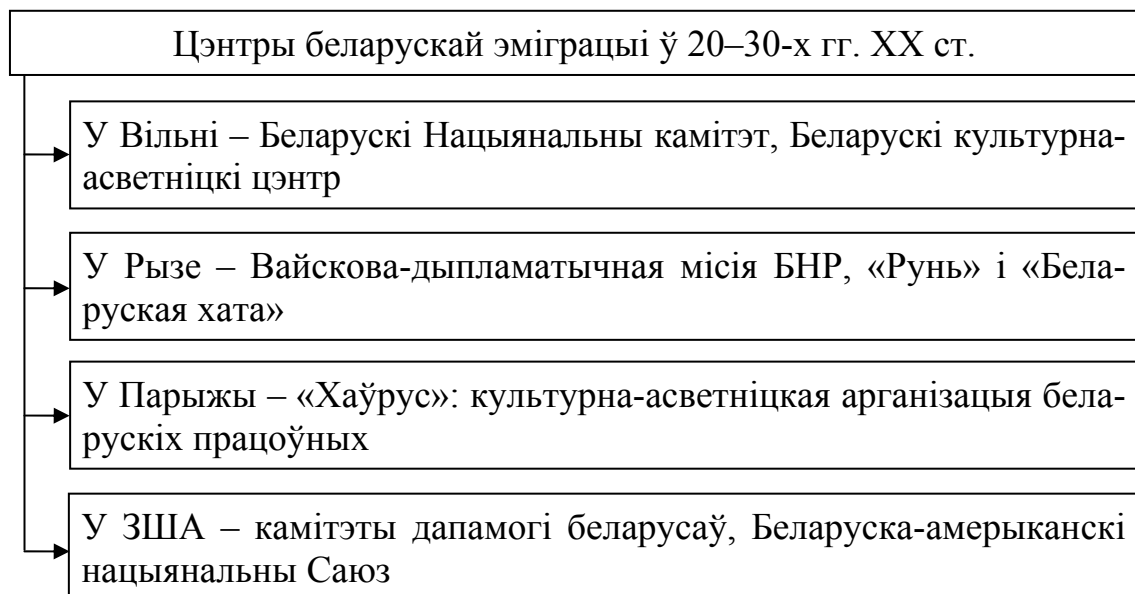 Цэнтры беларускай эміграцыі ў 20–30-х гг. XX ст.
У Вільні – Беларускі Нацыянальны камітэт, Беларускі культурна-
асветніцкі цэнтр
У Рызе – Вайскова-дыпламатычная місія БНР, «Рунь» і «Бела-
руская хата»
У Парыжы – «Хаўрус»: культурна-асветніцкая арганізацыя бела-
рускіх працоўных
У ЗША – камітэты дапамогі беларусаў, Беларуска-амерыканскі
нацыянальны Саюз